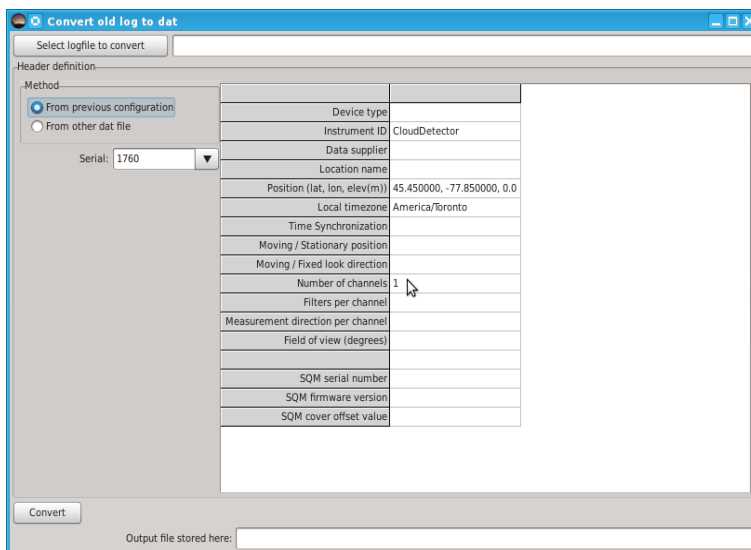 Convert old log to dat
Select logfile to convert
Header definition
Method
From previous configuration
From other dat file
Serial: 1760
Device type
Instrument ID CloudDetector
Data supplier
Location name
Position (lat, lon, elev(m)) 45.450000, -77.850000, 0.0
Local timezone America/Toronto
Time Synchronization
Moving / Stationary position
Moving / Fixed look direction
Number of channels 1
Filters per channel
Measurement direction per channel
Field of view (degrees)
SQM serial number
SQM firmware version
SQM cover offset value
Convert
Output file stored here: